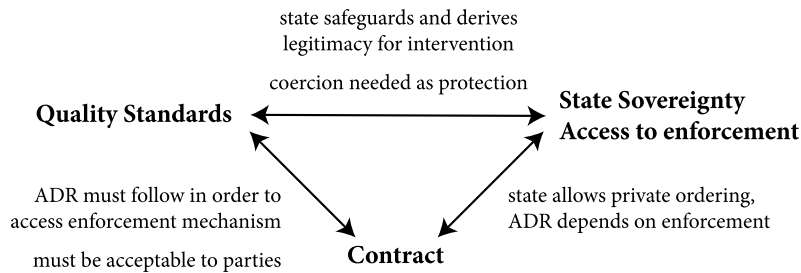 state safeguards and derives
legitimacy for intervention
coercion needed as protection
Quality Standards
State Sovereignty
Access to enforcement
ADR must follow in order to
access enforcement mechanism
must be acceptable to parties
state allows private ordering,
ADR depends on enforcement
Contract